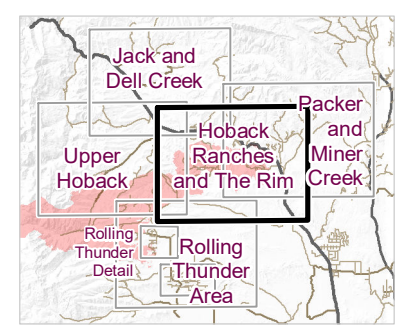 Jack and
Dell Creek
Packer
and
Miner
Creek
Hoback
Ranches
and The Rim
Upper
Hoback
Rolling
Thunder
Detail
Rolling
Thunder
Area